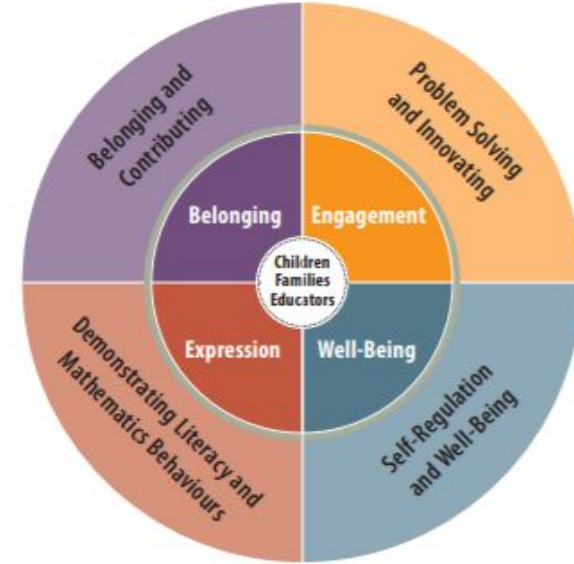 Belonging and
Contributing
Problem Solving
and Innovating
Belonging
Engagement
Children
Families
Educators
Expression
Well-Being
Demonstrating Literacy and
Mathematics Behaviours
Self-Regulation
and Well-Being